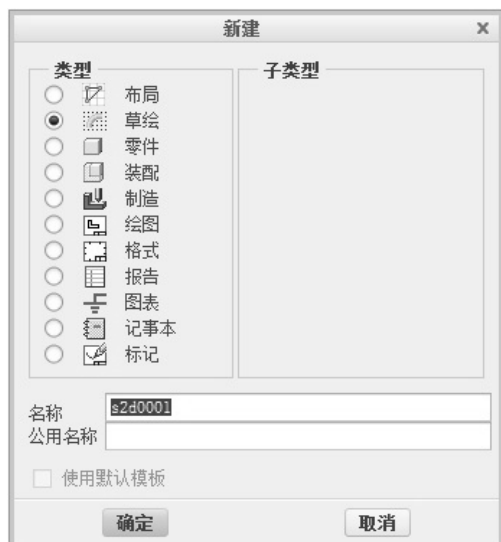 新建
类型
子类型
布局
草绘
零件
装配
制造
绘图
格式
报告
图表
记事本
标记
名称 s2d0001
公用名称
使用默认模板
确定 取消